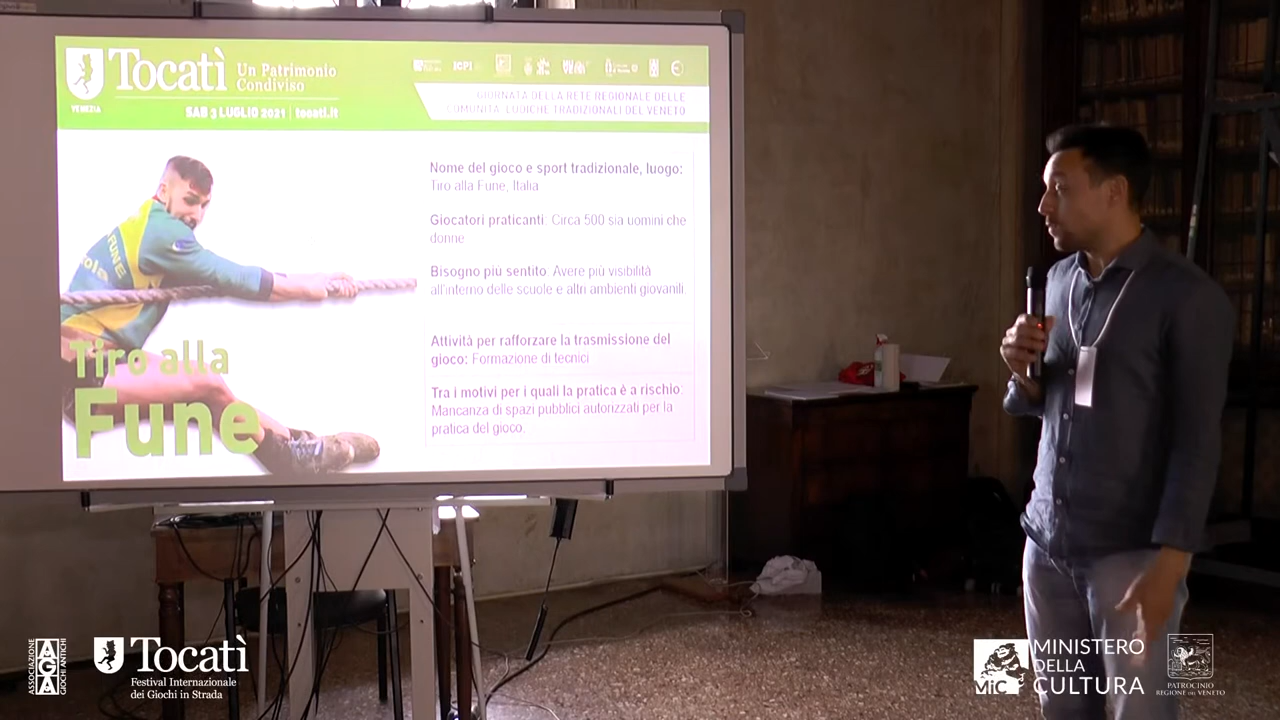 Tocatì
Un Patrimonio
Condiviso
VENEZIA
SAB 3 LUGLIO 2021 | tocati.it
ICPI
GIORNATA DELLA RETE REGIONALE DELLE
COMUNITÀ LUDICHE TRADIZIONALI DEL VENETO
Nome del gioco e sport tradizionale, luogo:
Tiro alla Fune, Italia
Giocatori praticanti: Circa 500 sia uomini che
donne
Bisogno più sentito: Avere più visibilità
all'interno delle scuole e altri ambienti giovanili.
Attività per rafforzare la trasmissione del
gioco: Formazione di tecnici
Tra i motivi per i quali la pratica è a rischio:
Mancanza di spazi pubblici autorizzati per la
pratica del gioco.
Tiro alla
Fune
ASSOCIAZIONE
AGA
GIOCHI ANTICHI
Tocatì
Festival Internazionale
dei Giochi in Strada
MiC
MINISTERO
DELLA
CULTURA
PATROCINIO
REGIONE DEL VENETO